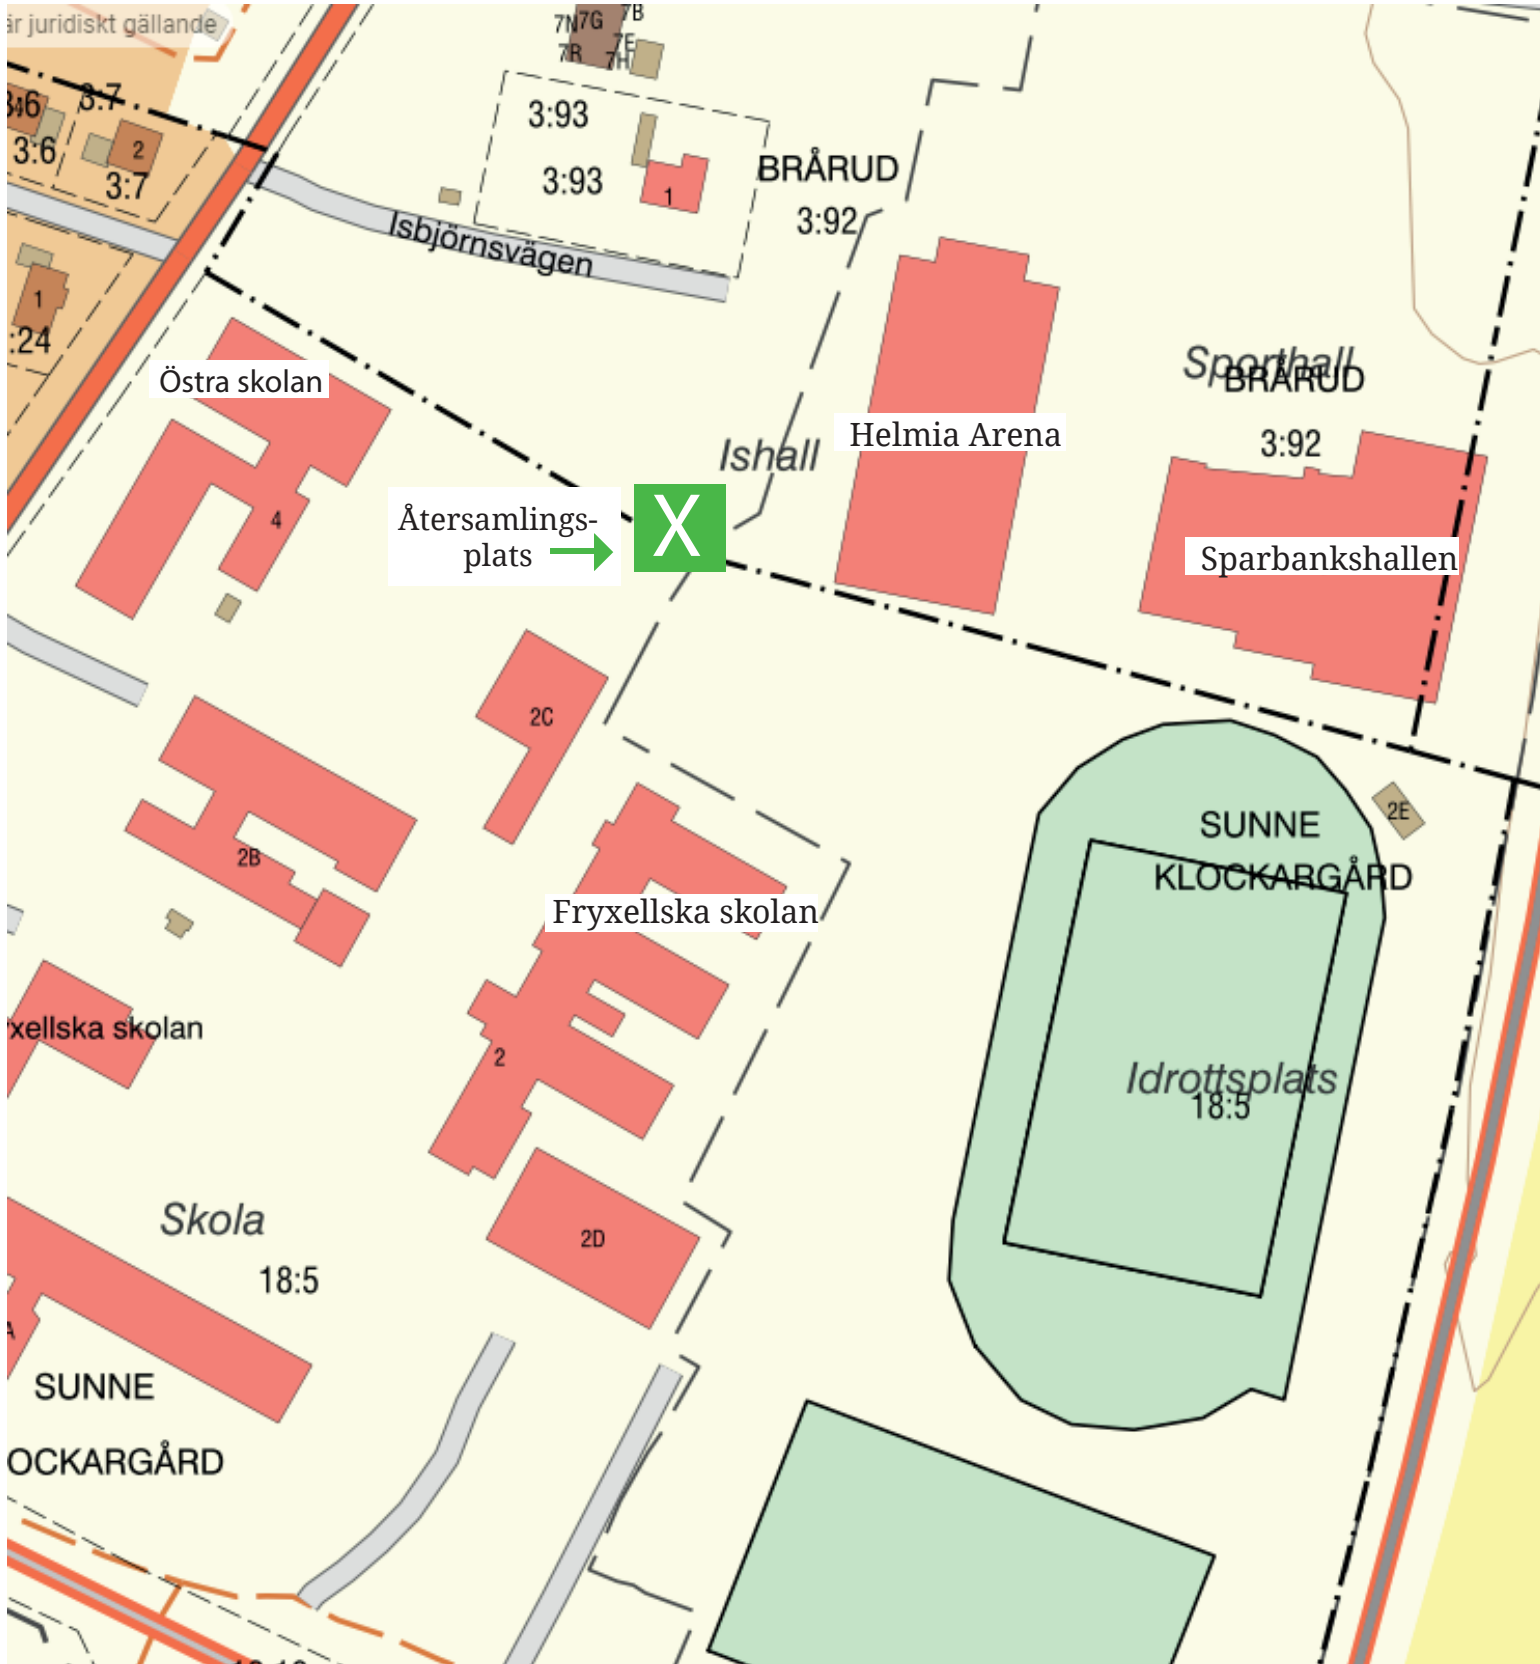 är juridiskt gällande
7N
7G
7B
7E
7R
7H
3:7
3:6
2
3:7
3:93
3:93
1
BRÅRUD
3:92
Isbjörnsvägen
1
:24
Östra skolan
4
Ishall
Helmia Arena
Sporthall
BRÅRUD
3:92
Sparbankshallen
Återsamlings-
plats
X
2C
2B
Fryxellska skolan
2
xellska skolan
2D
Skola
18:5
SUNNE
OCKARGÅRD
2E
SUNNE
KLOCKARGÅRD
Idrottsplats
18:5